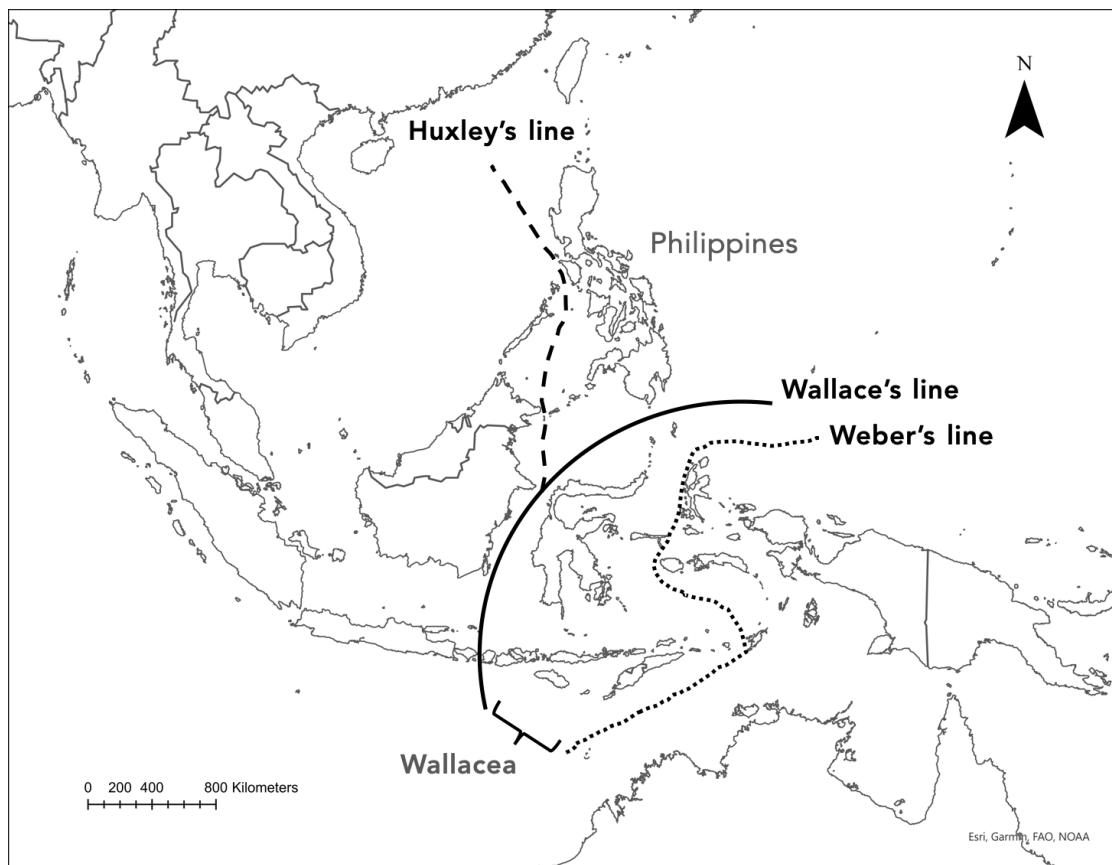 N
Huxley's line
Philippines
Wallace's line
Weber's line
Wallacea
0 200 400 800 Kilometers
Esri, Garmin, FAO, NOAA